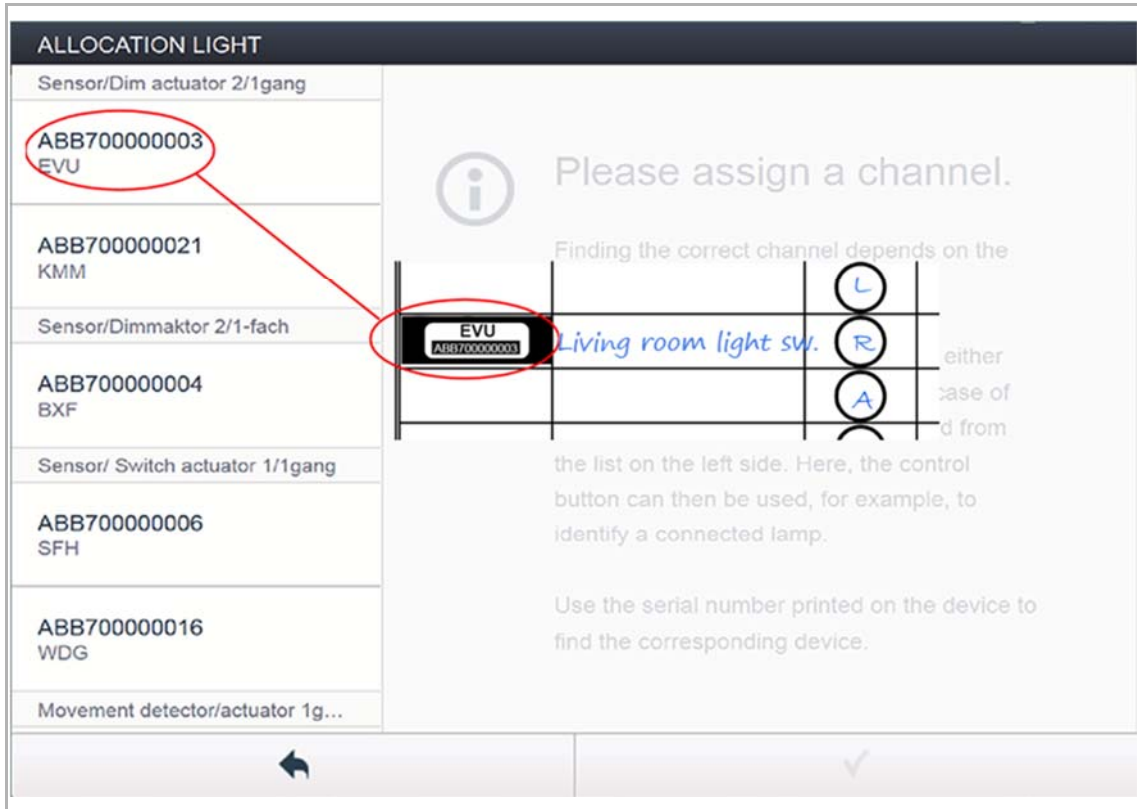 ALLOCATION LIGHT
Sensor/Dim actuator 2/1gang
ABB700000003
EVU
ABB700000021
KMM
Sensor/Dimmaktor 2/1-fach
ABB700000004
BXF
Sensor/ Switch actuator 1/1gang
ABB700000006
SFH
ABB700000016
WDG
Movement detector/actuator 1g...
Please assign a channel.
Finding the correct channel depends on the
L
EVU
ABB700000003
Living room light sw.
R
either
A
case of
d from
the list on the left side. Here, the control
button can then be used, for example, to
identify a connected lamp.
Use the serial number printed on the device to
find the corresponding device.